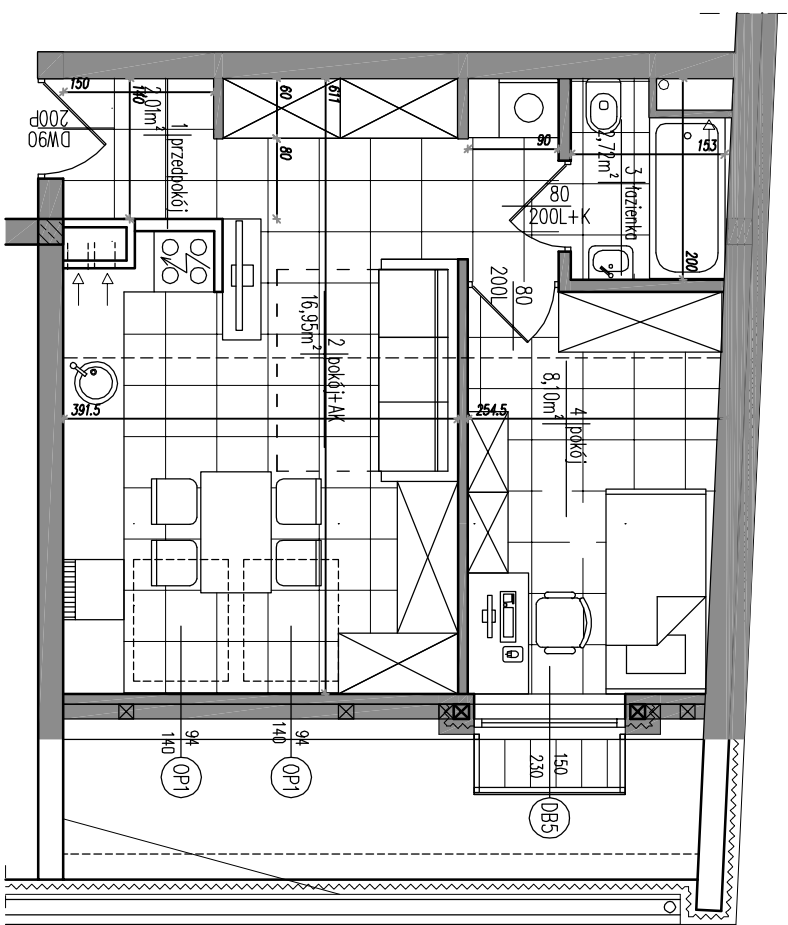 150
140
1 przedpokój
2,01m²
DW90
200P
60
80
611
90
3 łazienka
2,72m²
153
200
80
200L+K
80
200L
2 pokój+AK
16,95m²
391.5
254.5
4 pokój
8,10m²
94
140
OP1
94
140
OP1
150
230
DB5